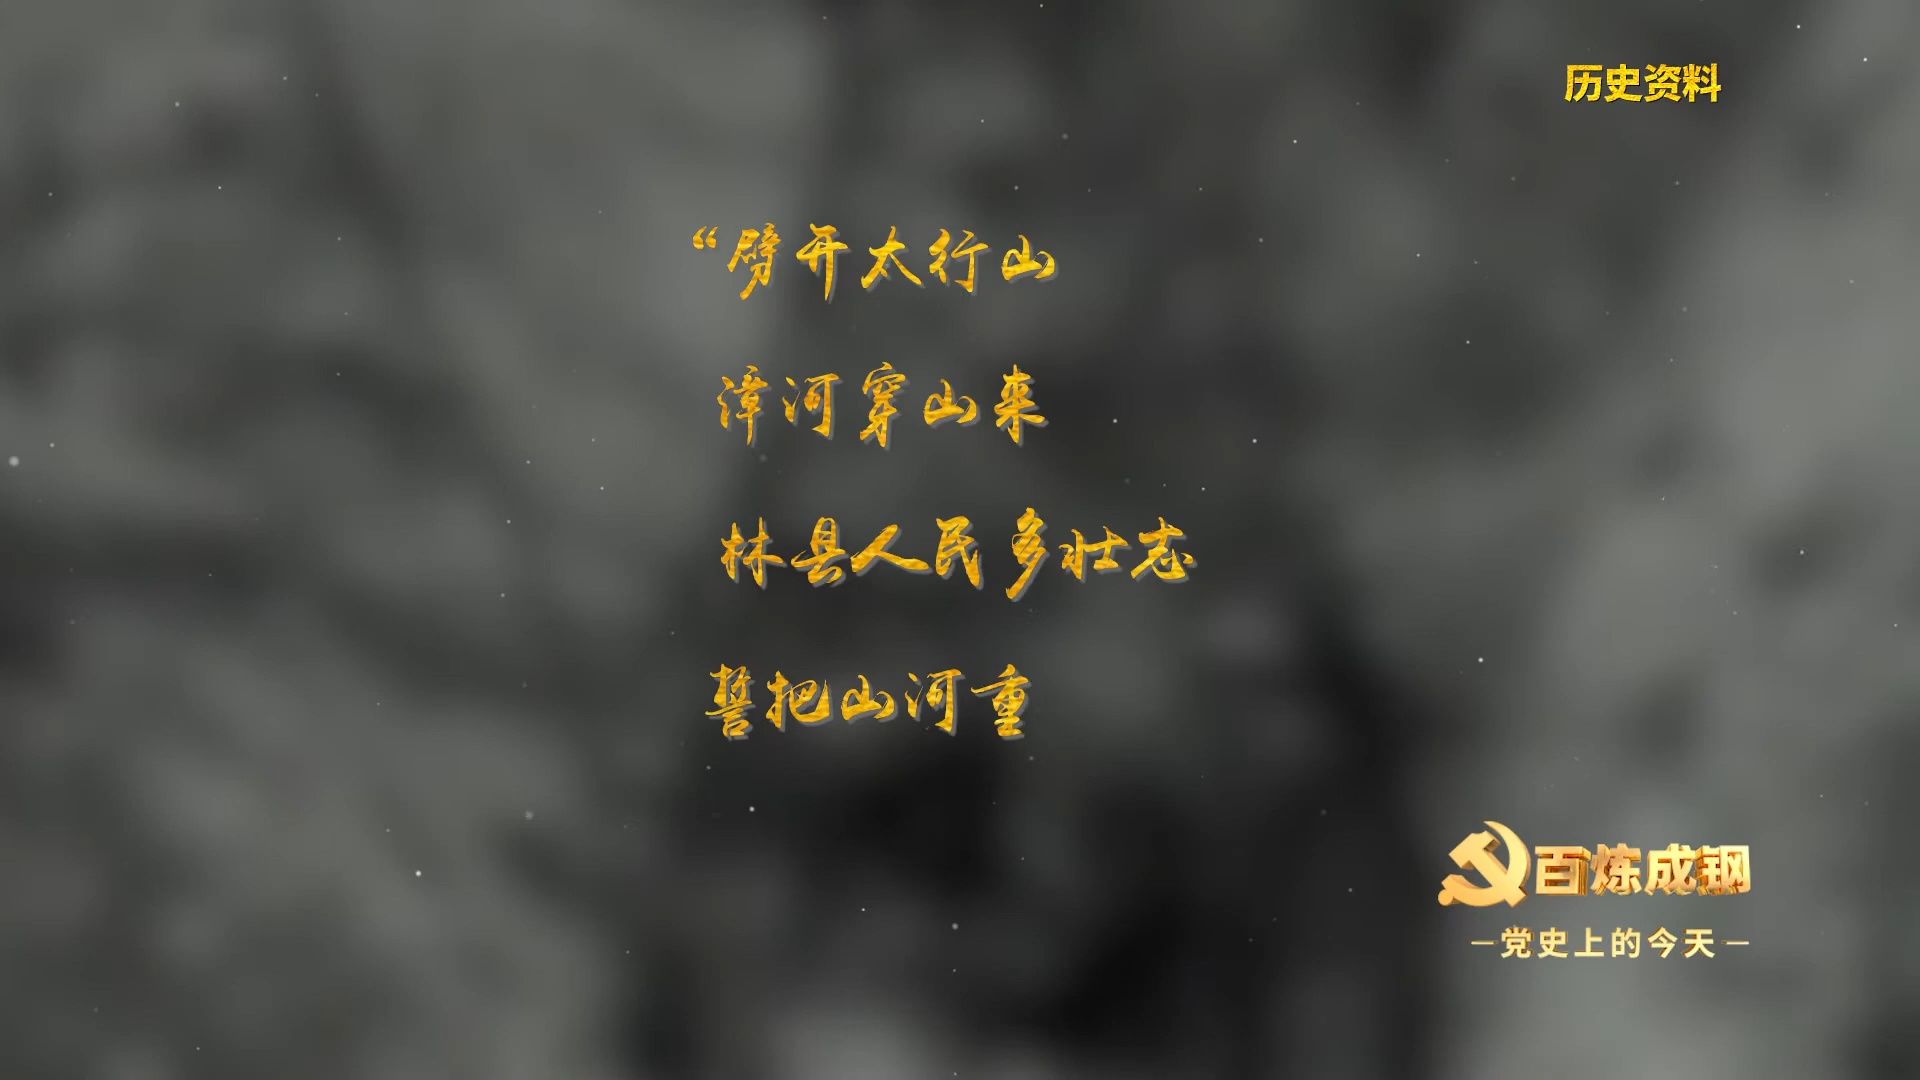 历史资料
“劈开太行山
漳河穿山来
林县人民多壮志
誓把山河重
百炼成钢
—党史上的今天—